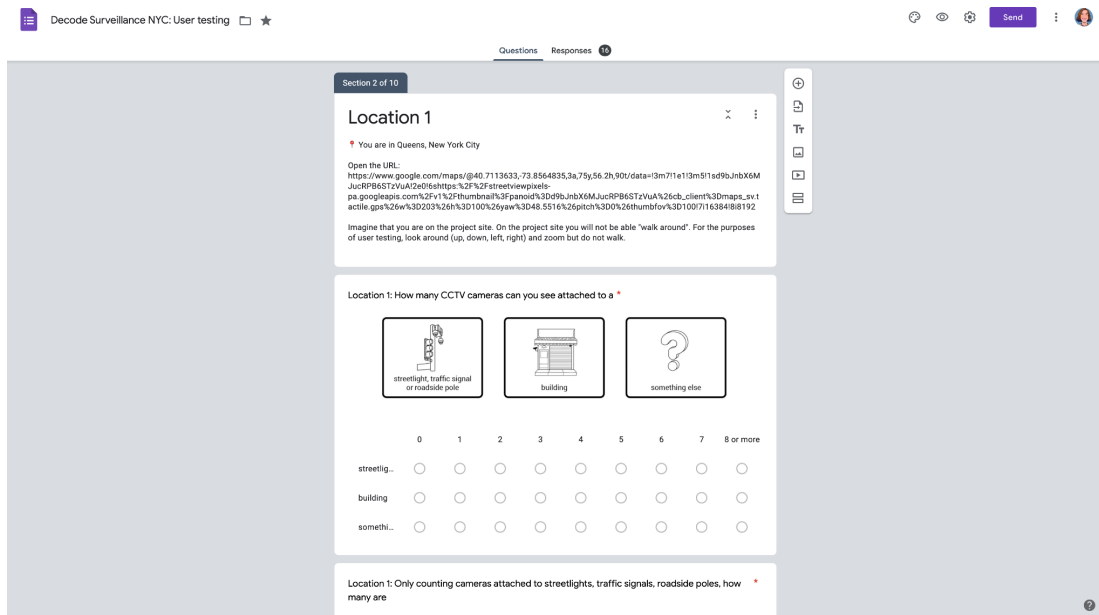 Decode Surveillance NYC: User testing
Send
Questions Responses 16
Section 2 of 10
Location 1
You are in Queens, New York City
Open the URL:
https://www.google.com/maps/@40.7113633,-73.8564835,3a,75y,56.2h,90t/data=!3m7!1e1!3m5!1sd9bJnbX6M
JucRPB6STzVuA!2e0!6shttps:%2F%2Fstreetviewpixels-
pa.googleapis.com%2Fv1%2Fthumbnail%3Fpanoid%3Dd9bJnbX6MJucRPB6STzVuA%26cb_client%3Dmaps_sv.t
actile.gps%26w%3D203%26h%3D100%26yaw%3D48.5516%26pitch%3D0%26thumbfov%3D100!7i16384!8i8192
Imagine that you are on the project site. On the project site you will not be able "walk around". For the purposes
of user testing, look around (up, down, left, right) and zoom but do not walk.
Location 1: How many CCTV cameras can you see attached to a *
streetlight, traffic signal
or roadside pole
building
something else
0 1 2 3 4 5 6 7 8 or more
streetlig...
building
somethi...
Location 1: Only counting cameras attached to streetlights, traffic signals, roadside poles, how *
many are